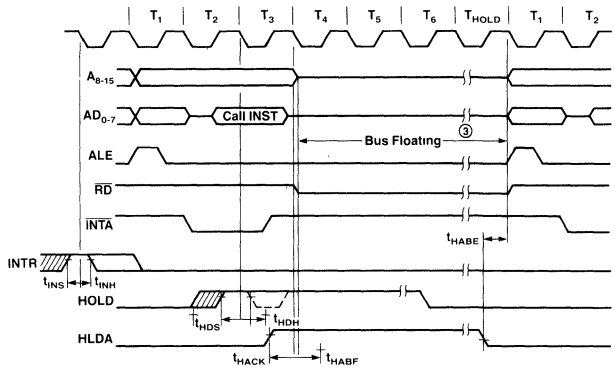 T1 T2 T3 T4 T5 T6 THOLD T1 T2
A8-15
AD0-7 Call INST
Bus Floating ③
ALE
RD
INTA
tHABE
INTR
tINS tINH
HOLD
tHDS tHDH
HLDA
tHACK tHABF